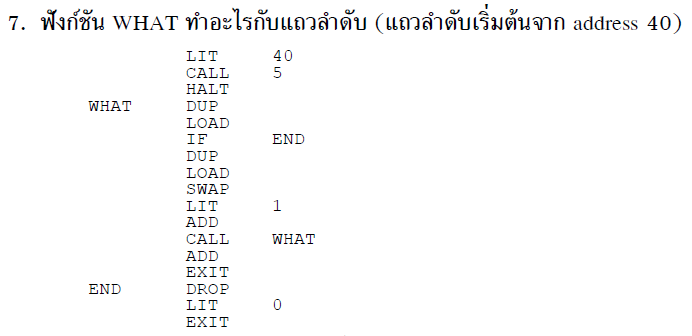 7. ฟังก์ชัน WHAT ทำอะไรกับแถวลำดับ (แถวลำดับเริ่มต้นจาก address 40)
LIT 40
CALL 5
HALT
WHAT DUP
LOAD
IF END
DUP
LOAD
SWAP
LIT 1
ADD
CALL WHAT
ADD
EXIT
END DROP
LIT 0
EXIT